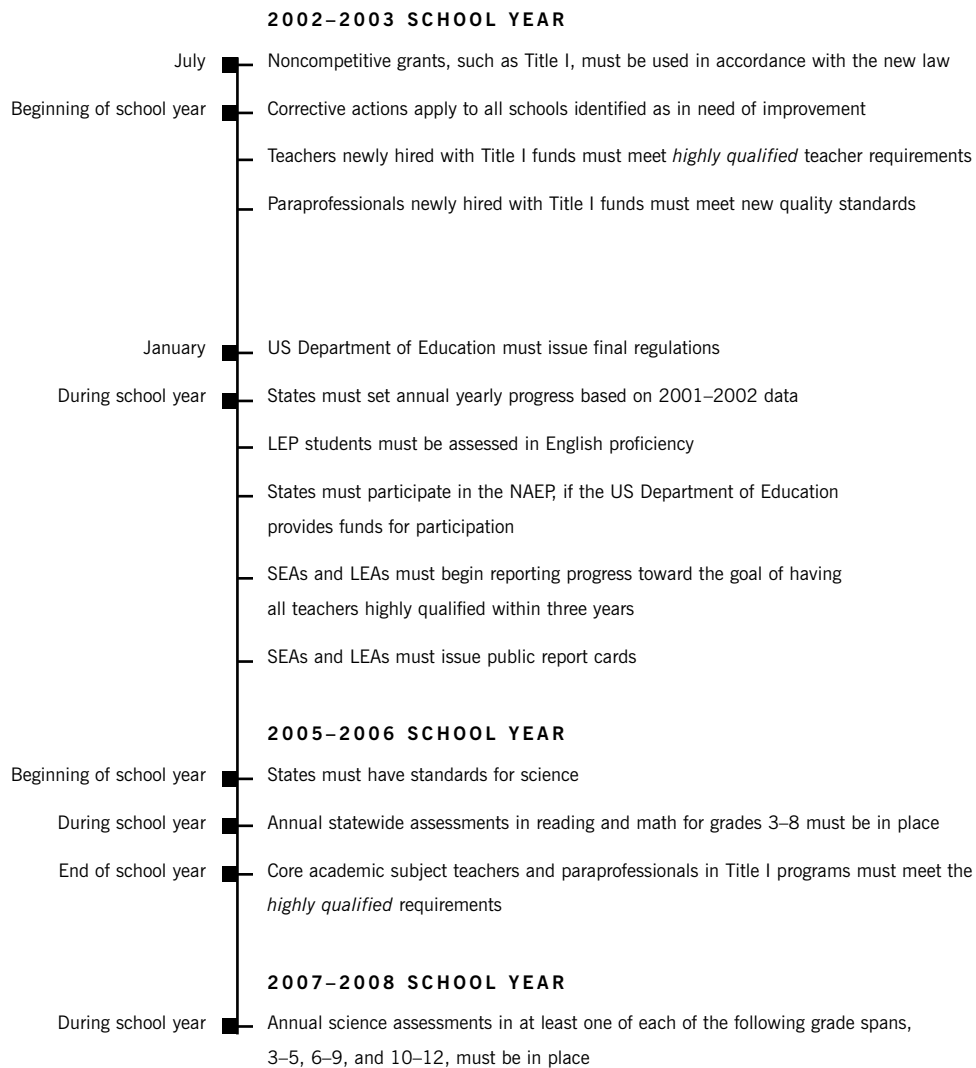 2002–2003 SCHOOL YEAR
July
Noncompetitive grants, such as Title I, must be used in accordance with the new law
Beginning of school year
Corrective actions apply to all schools identified as in need of improvement
Teachers newly hired with Title I funds must meet highly qualified teacher requirements
Paraprofessionals newly hired with Title I funds must meet new quality standards
January
US Department of Education must issue final regulations
During school year
States must set annual yearly progress based on 2001–2002 data
LEP students must be assessed in English proficiency
States must participate in the NAEP, if the US Department of Education
provides funds for participation
SEAs and LEAs must begin reporting progress toward the goal of having
all teachers highly qualified within three years
SEAs and LEAs must issue public report cards
2005–2006 SCHOOL YEAR
Beginning of school year
States must have standards for science
During school year
Annual statewide assessments in reading and math for grades 3–8 must be in place
End of school year
Core academic subject teachers and paraprofessionals in Title I programs must meet the
highly qualified requirements
2007–2008 SCHOOL YEAR
During school year
Annual science assessments in at least one of each of the following grade spans,
3–5, 6–9, and 10–12, must be in place